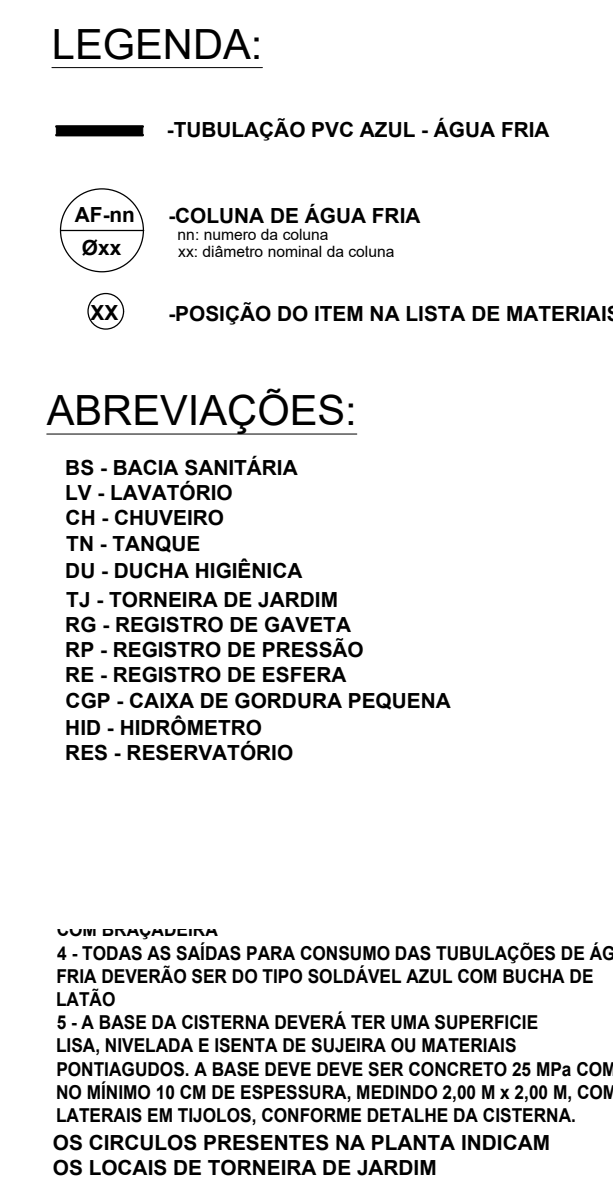 LEGENDA:
-TUBULAÇÃO PVC AZUL - ÁGUA FRIA
AF-nn
Øxx
-COLUNA DE ÁGUA FRIA
nn: numero da coluna
xx: diâmetro nominal da coluna
XX
-POSIÇÃO DO ITEM NA LISTA DE MATERIAIS
ABREVIAÇÕES:
BS - BACIA SANITÁRIA
LV - LAVATÓRIO
CH - CHUVEIRO
TN - TANQUE
DU - DUCHA HIGIÊNICA
TJ - TORNEIRA DE JARDIM
RG - REGISTRO DE GAVETA
RP - REGISTRO DE PRESSÃO
RE - REGISTRO DE ESFERA
CGP - CAIXA DE GORDURA PEQUENA
HID - HIDRÔMETRO
RES - RESERVATÓRIO
COM BRAÇADEIRA
4 - TODAS AS SAÍDAS PARA CONSUMO DAS TUBULAÇÕES DE ÁG
FRIA DEVERÃO SER DO TIPO SOLDÁVEL AZUL COM BUCHA DE
LATÃO
5 - A BASE DA CISTERNA DEVERÁ TER UMA SUPERFICIE
LISA, NIVELADA E ISENTA DE SUJEIRA OU MATERIAIS
PONTIAGUDOS. A BASE DEVE DEVE SER CONCRETO 25 MPa COM
NO MÍNIMO 10 CM DE ESPESSURA, MEDINDO 2,00 M x 2,00 M, COM
LATERAIS EM TIJOLOS, CONFORME DETALHE DA CISTERNA.
OS CIRCULOS PRESENTES NA PLANTA INDICAM
OS LOCAIS DE TORNEIRA DE JARDIM